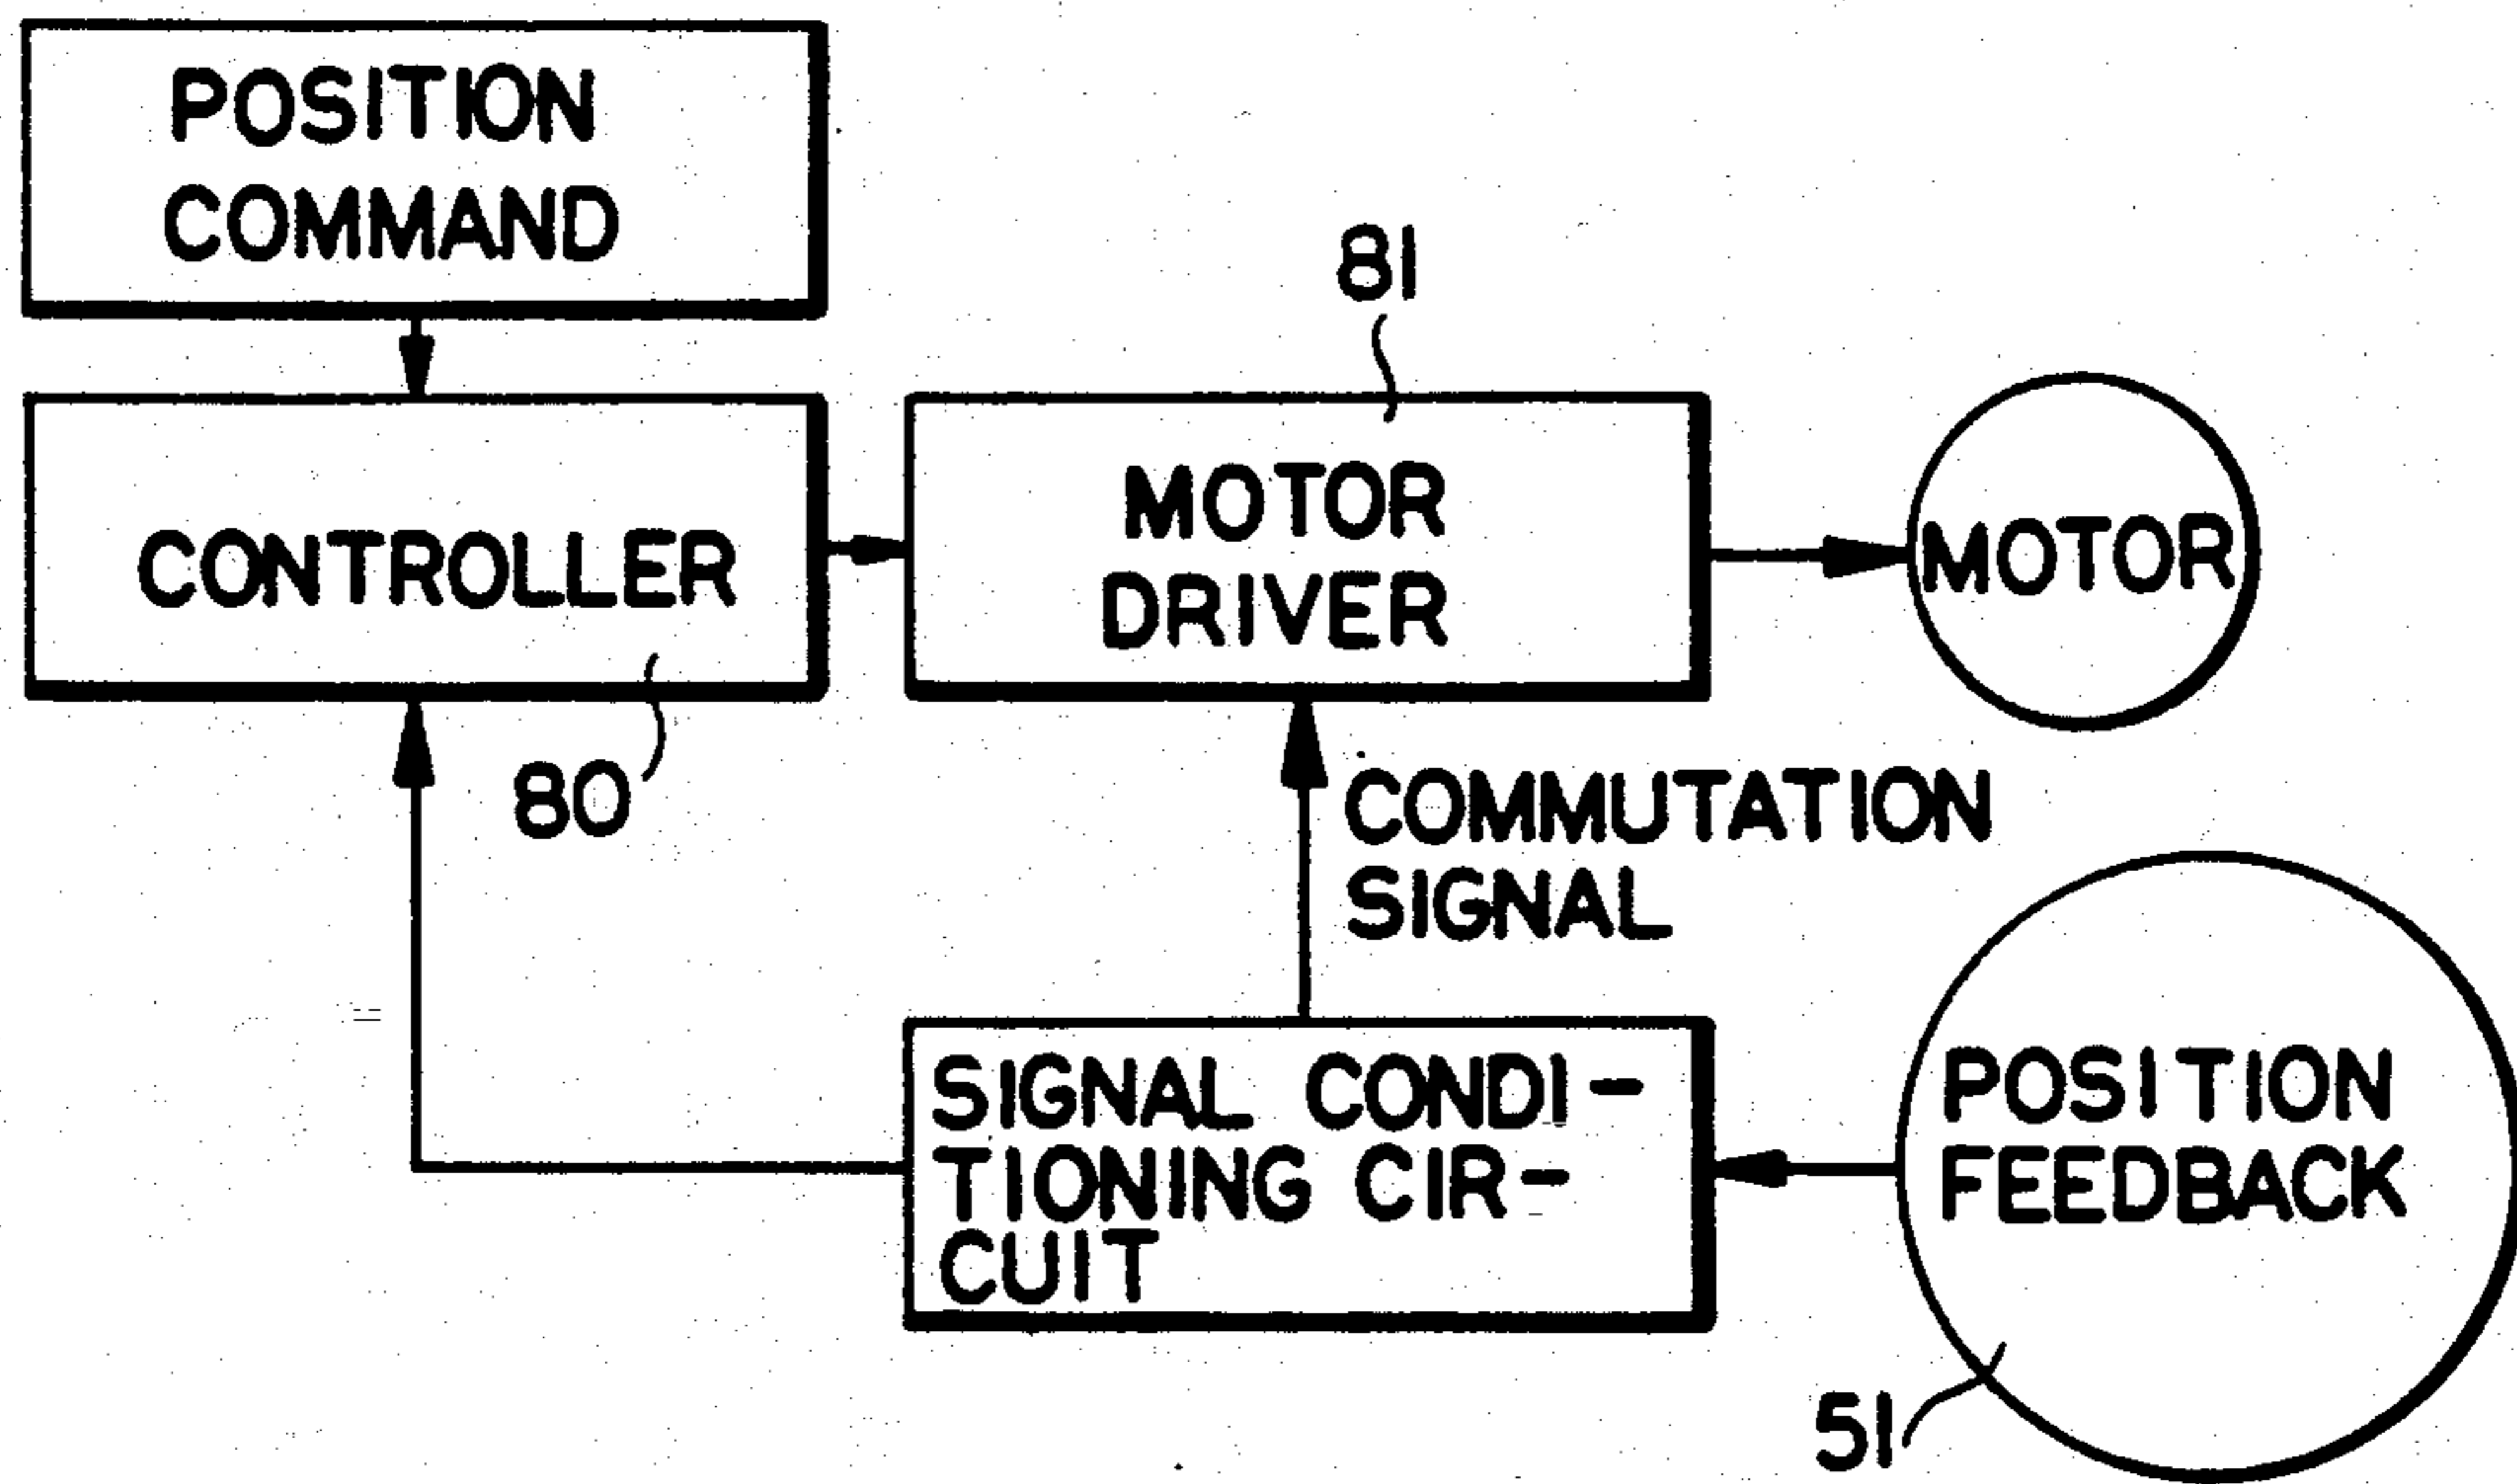 POSITION
COMMAND
81
CONTROLLER
MOTOR
DRIVER
MOTOR
80
COMMUTATION
SIGNAL
SIGNAL CONDI-
TIONING CIR-
CUIT
POSITION
FEEDBACK
51